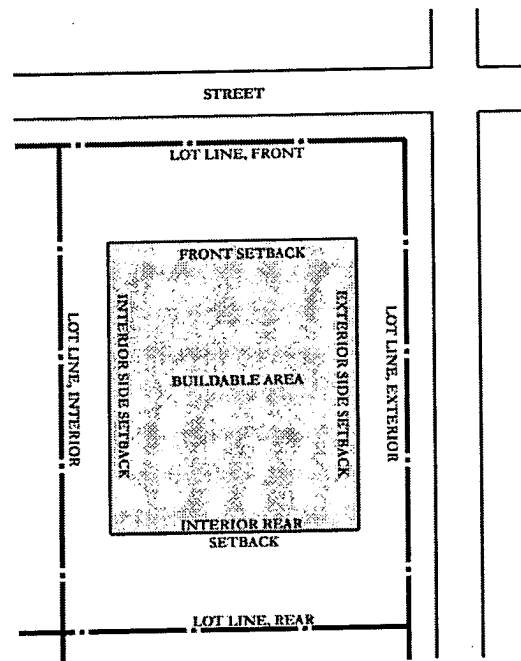 STREET
LOT LINE, FRONT
FRONT SETBACK
LOT LINE, INTERIOR
INTERIOR SIDE SETBACK
BUILDABLE AREA
EXTERIOR SIDE SETBACK
LOT LINE, EXTERIOR
INTERIOR REAR
SETBACK
LOT LINE, REAR